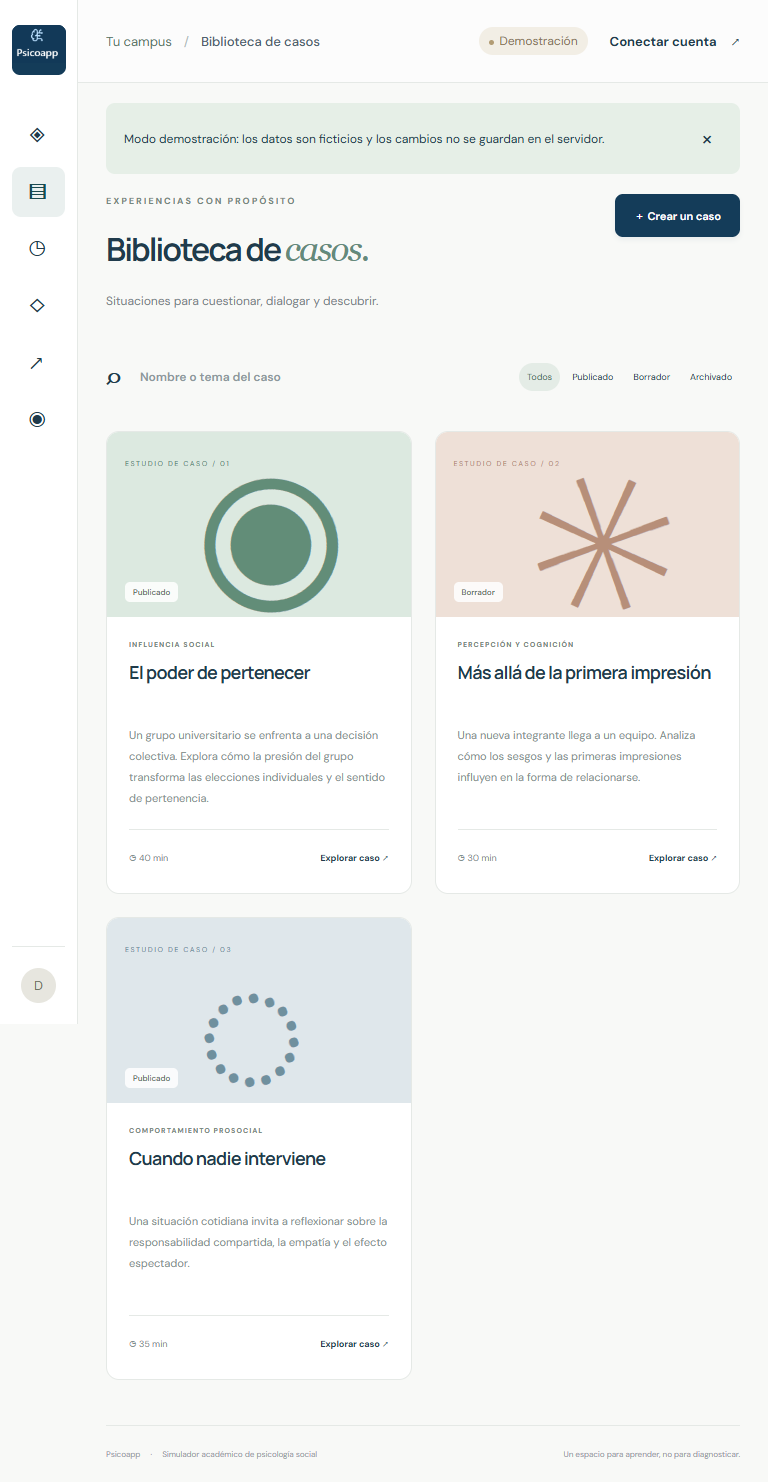 Psicoapp
Tu campus / Biblioteca de casos
Demostración
Conectar cuenta ↗
Modo demostración: los datos son ficticios y los cambios no se guardan en el servidor. ×
EXPERIENCIAS CON PROPÓSITO
+ Crear un caso
Biblioteca de casos.
Situaciones para cuestionar, dialogar y descubrir.
Nombre o tema del caso
Todos Publicado Borrador Archivado
ESTUDIO DE CASO / 01
Publicado
INFLUENCIA SOCIAL
El poder de pertenecer
Un grupo universitario se enfrenta a una decisión
colectiva. Explora cómo la presión del grupo
transforma las elecciones individuales y el sentido
de pertenencia.
40 min
Explorar caso ↗
ESTUDIO DE CASO / 02
Borrador
PERCEPCIÓN Y COGNICIÓN
Más allá de la primera impresión
Una nueva integrante llega a un equipo. Analiza
cómo los sesgos y las primeras impresiones
influyen en la forma de relacionarse.
30 min
Explorar caso ↗
ESTUDIO DE CASO / 03
Publicado
COMPORTAMIENTO PROSOCIAL
Cuando nadie interviene
Una situación cotidiana invita a reflexionar sobre la
responsabilidad compartida, la empatía y el efecto
espectador.
35 min
Explorar caso ↗
D
Psicoapp · Simulador académico de psicología social
Un espacio para aprender, no para diagnosticar.